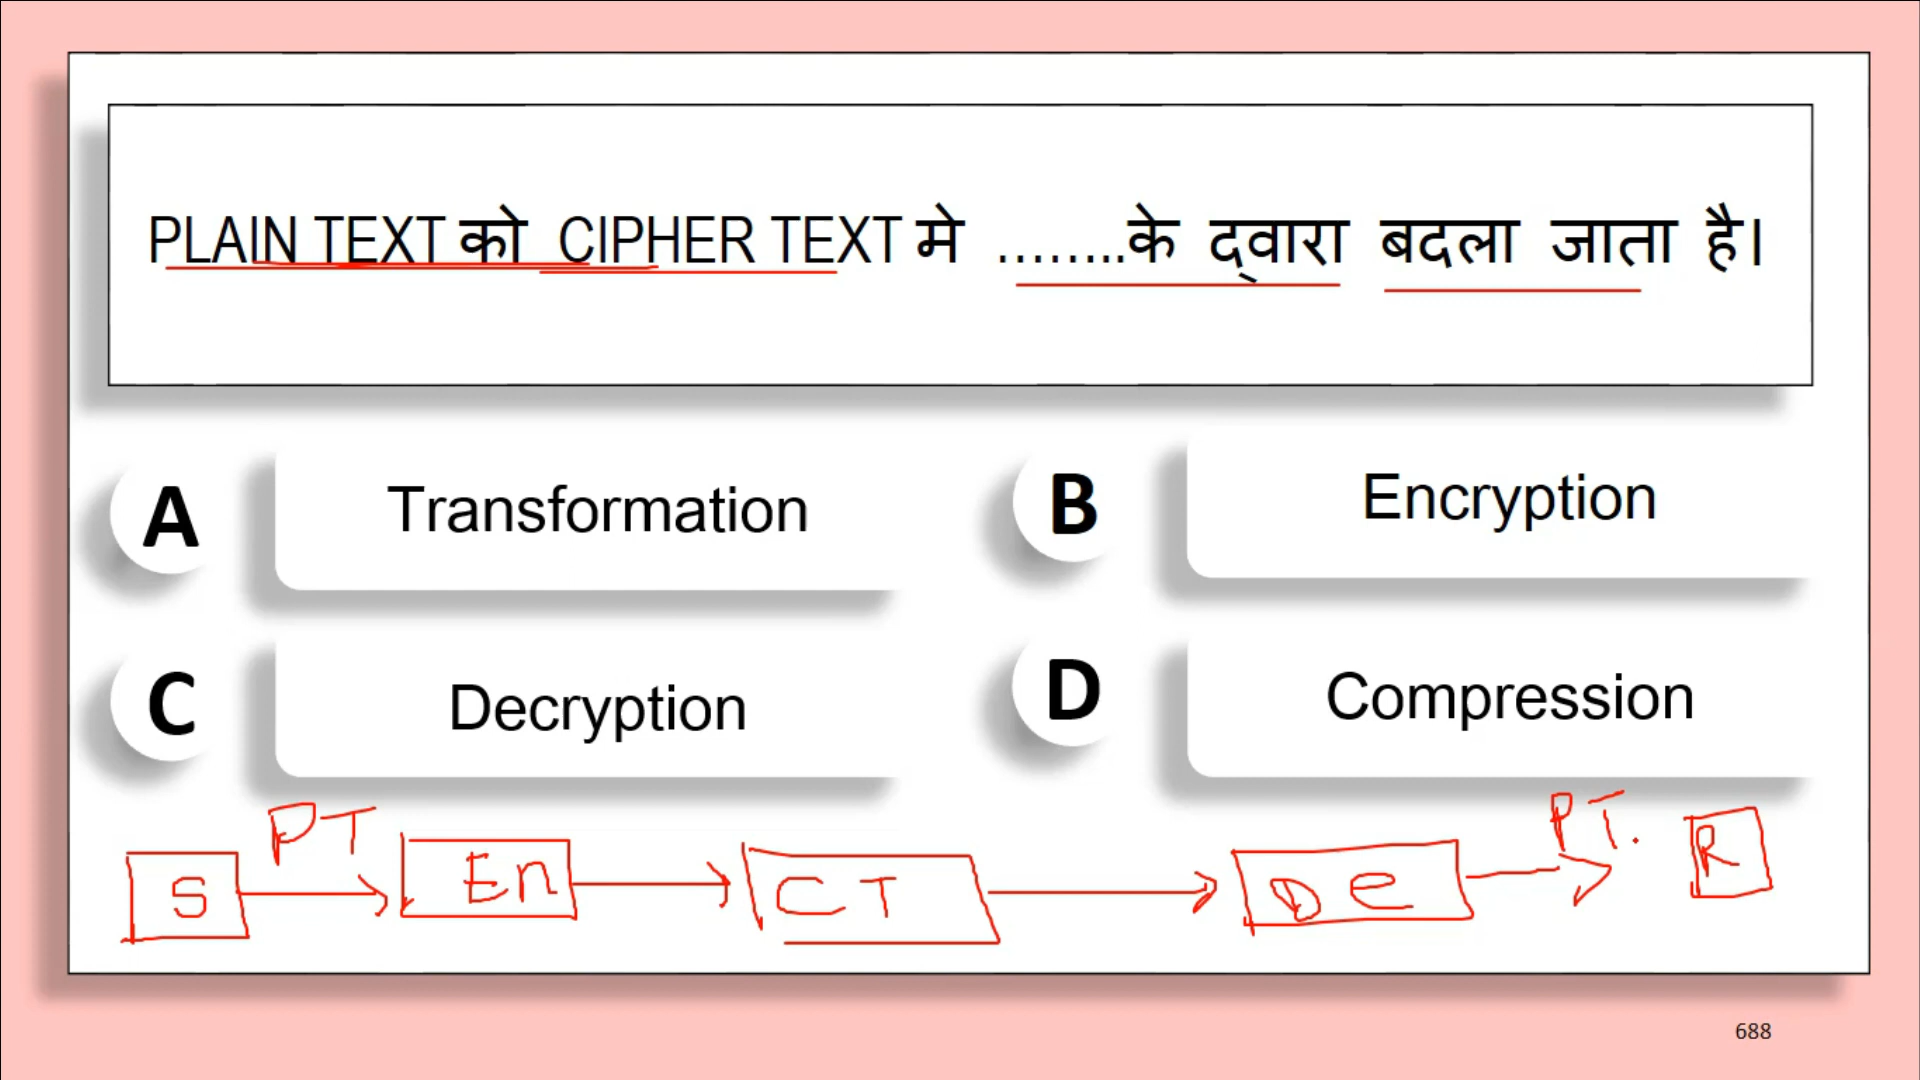 PLAIN TEXT को CIPHER TEXT मे ........के द्वारा बदला जाता है।
A Transformation
B Encryption
C Decryption
D Compression
PT
PT.
S En CT De R
688